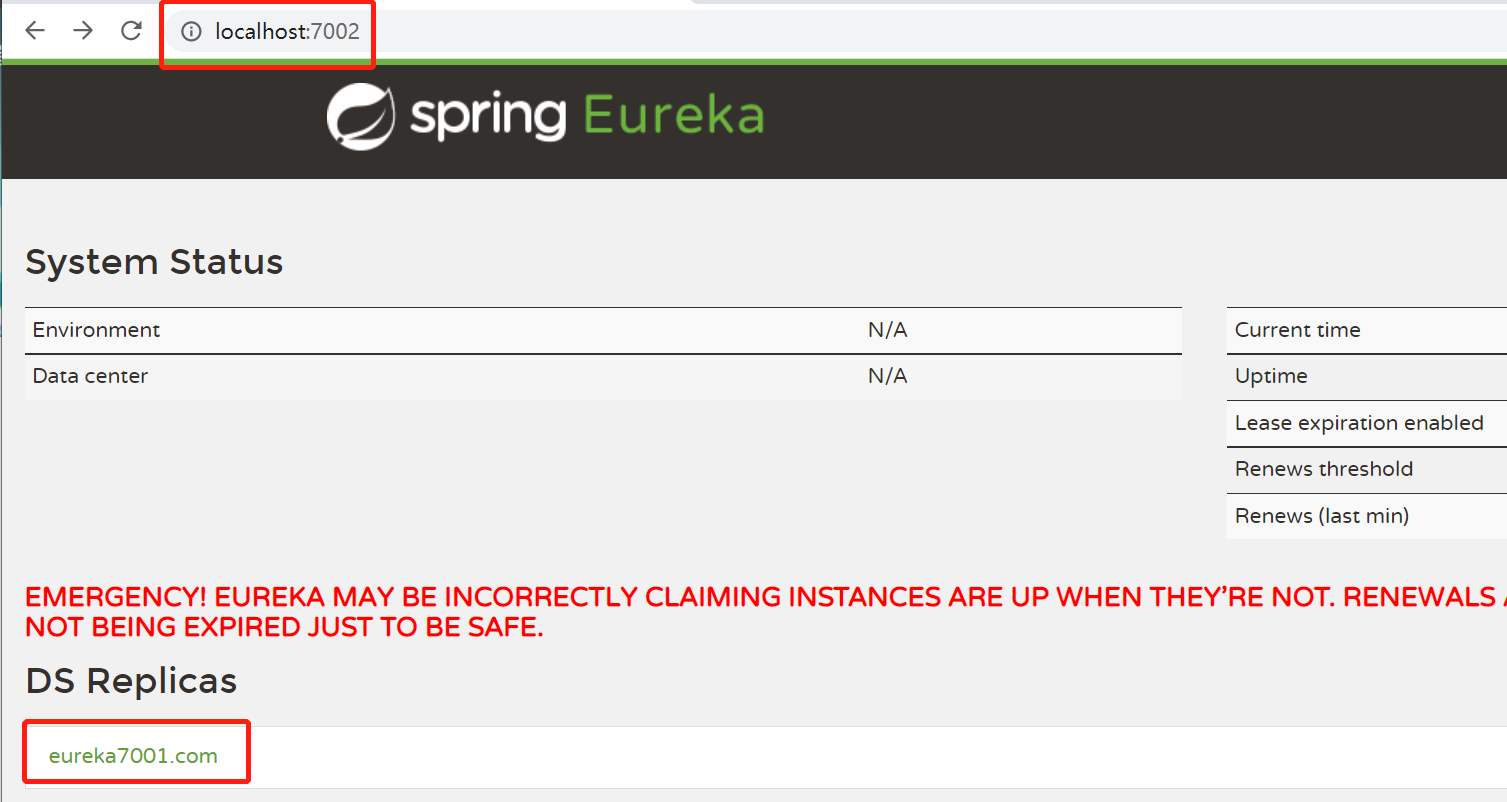 localhost:7002
spring Eureka
System Status
Environment N/A
Data center N/A
Current time
Uptime
Lease expiration enabled
Renews threshold
Renews (last min)
EMERGENCY! EUREKA MAY BE INCORRECTLY CLAIMING INSTANCES ARE UP WHEN THEY'RE NOT. RENEWALS
NOT BEING EXPIRED JUST TO BE SAFE.
DS Replicas
eureka7001.com